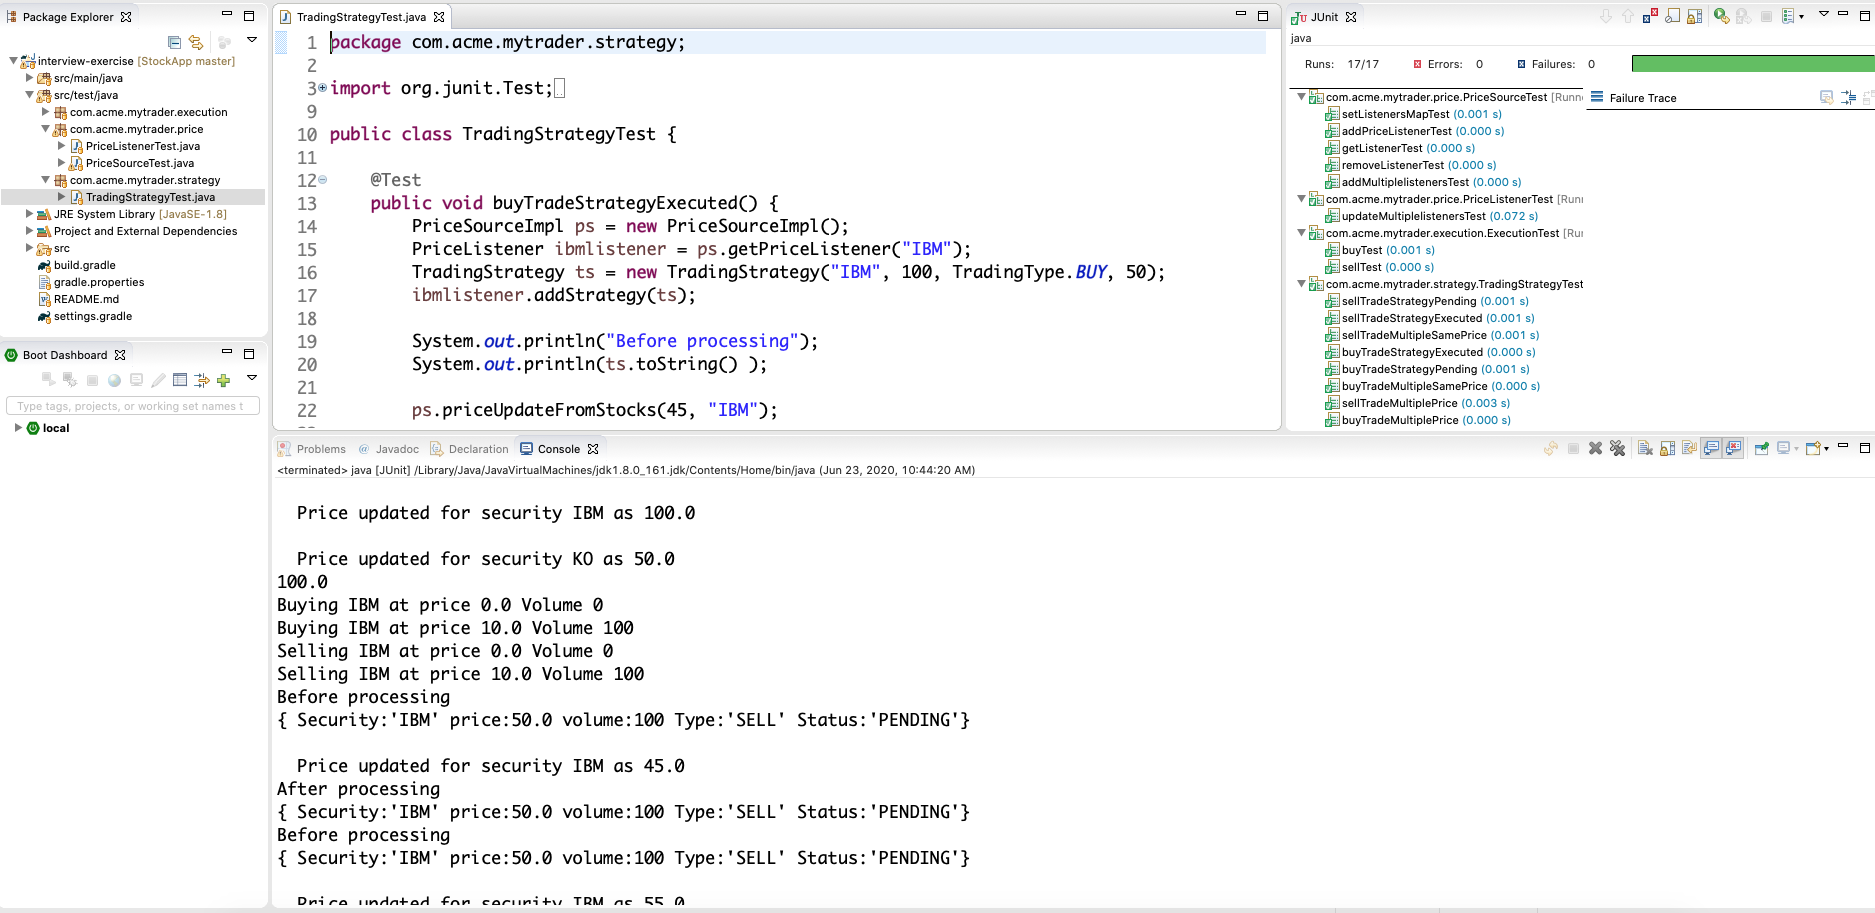 Package Explorer
interview-exercise [StockApp master]
src/main/java
src/test/java
com.acme.mytrader.execution
com.acme.mytrader.price
PriceListenerTest.java
PriceSourceTest.java
com.acme.mytrader.strategy
TradingStrategyTest.java
JRE System Library [JavaSE-1.8]
Project and External Dependencies
src
build.gradle
gradle.properties
README.md
settings.gradle
Boot Dashboard
Type tags, projects, or working set names t
local
TradingStrategyTest.java
1 package com.acme.mytrader.strategy;
2
3 import org.junit.Test;
9
10 public class TradingStrategyTest {
11
12 @Test
13 public void buyTradeStrategyExecuted() {
14 PriceSourceImpl ps = new PriceSourceImpl();
15 PriceListener ibmlistener = ps.getPriceListener("IBM");
16 TradingStrategy ts = new TradingStrategy("IBM", 100, TradingType.BUY, 50);
17 ibmlistener.addStrategy(ts);
18
19 System.out.println("Before processing");
20 System.out.println(ts.toString() );
21
22 ps.priceUpdateFromStocks(45, "IBM");
JUnit
java
Runs: 17/17 Errors: 0 Failures: 0
com.acme.mytrader.price.PriceSourceTest [Runn
setListenersMapTest (0.001 s)
addPriceListenerTest (0.000 s)
getListenerTest (0.000 s)
removeListenerTest (0.000 s)
addMultiplelistenersTest (0.000 s)
com.acme.mytrader.price.PriceListenerTest [Runi
updateMultiplelistenersTest (0.072 s)
com.acme.mytrader.execution.ExecutionTest [Ru
buyTest (0.001 s)
sellTest (0.000 s)
com.acme.mytrader.strategy.TradingStrategyTest
sellTradeStrategyPending (0.001 s)
sellTradeStrategyExecuted (0.001 s)
sellTradeMultipleSamePrice (0.001 s)
buyTradeStrategyExecuted (0.000 s)
buyTradeStrategyPending (0.001 s)
buyTradeMultipleSamePrice (0.000 s)
sellTradeMultiplePrice (0.003 s)
buyTradeMultiplePrice (0.000 s)
Failure Trace
Problems Javadoc Declaration Console
<terminated> java [JUnit] /Library/Java/JavaVirtualMachines/jdk1.8.0_161.jdk/Contents/Home/bin/java (Jun 23, 2020, 10:44:20 AM)
Price updated for security IBM as 100.0
Price updated for security KO as 50.0
100.0
Buying IBM at price 0.0 Volume 0
Buying IBM at price 10.0 Volume 100
Selling IBM at price 0.0 Volume 0
Selling IBM at price 10.0 Volume 100
Before processing
{ Security:'IBM' price:50.0 volume:100 Type:'SELL' Status:'PENDING'}
Price updated for security IBM as 45.0
After processing
{ Security:'IBM' price:50.0 volume:100 Type:'SELL' Status:'PENDING'}
Before processing
{ Security:'IBM' price:50.0 volume:100 Type:'SELL' Status:'PENDING'}
Price updated for security IBM as 55.0